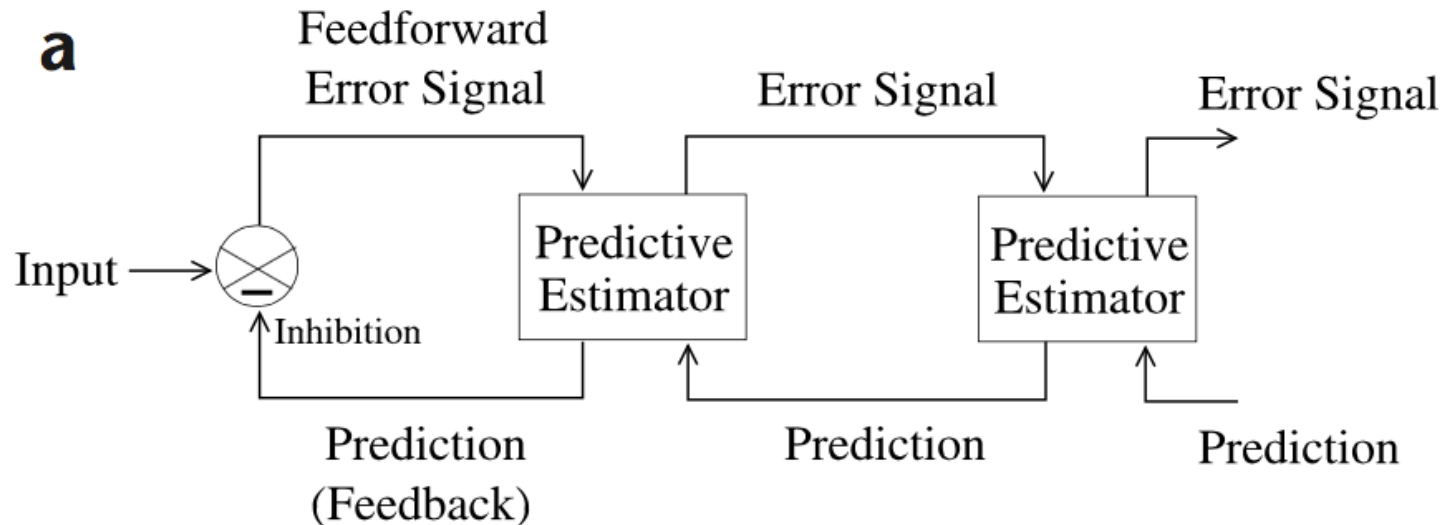 a
Feedforward
Error Signal
Error Signal
Error Signal
Input
Predictive
Estimator
Predictive
Estimator
Inhibition
Prediction
(Feedback)
Prediction
Prediction